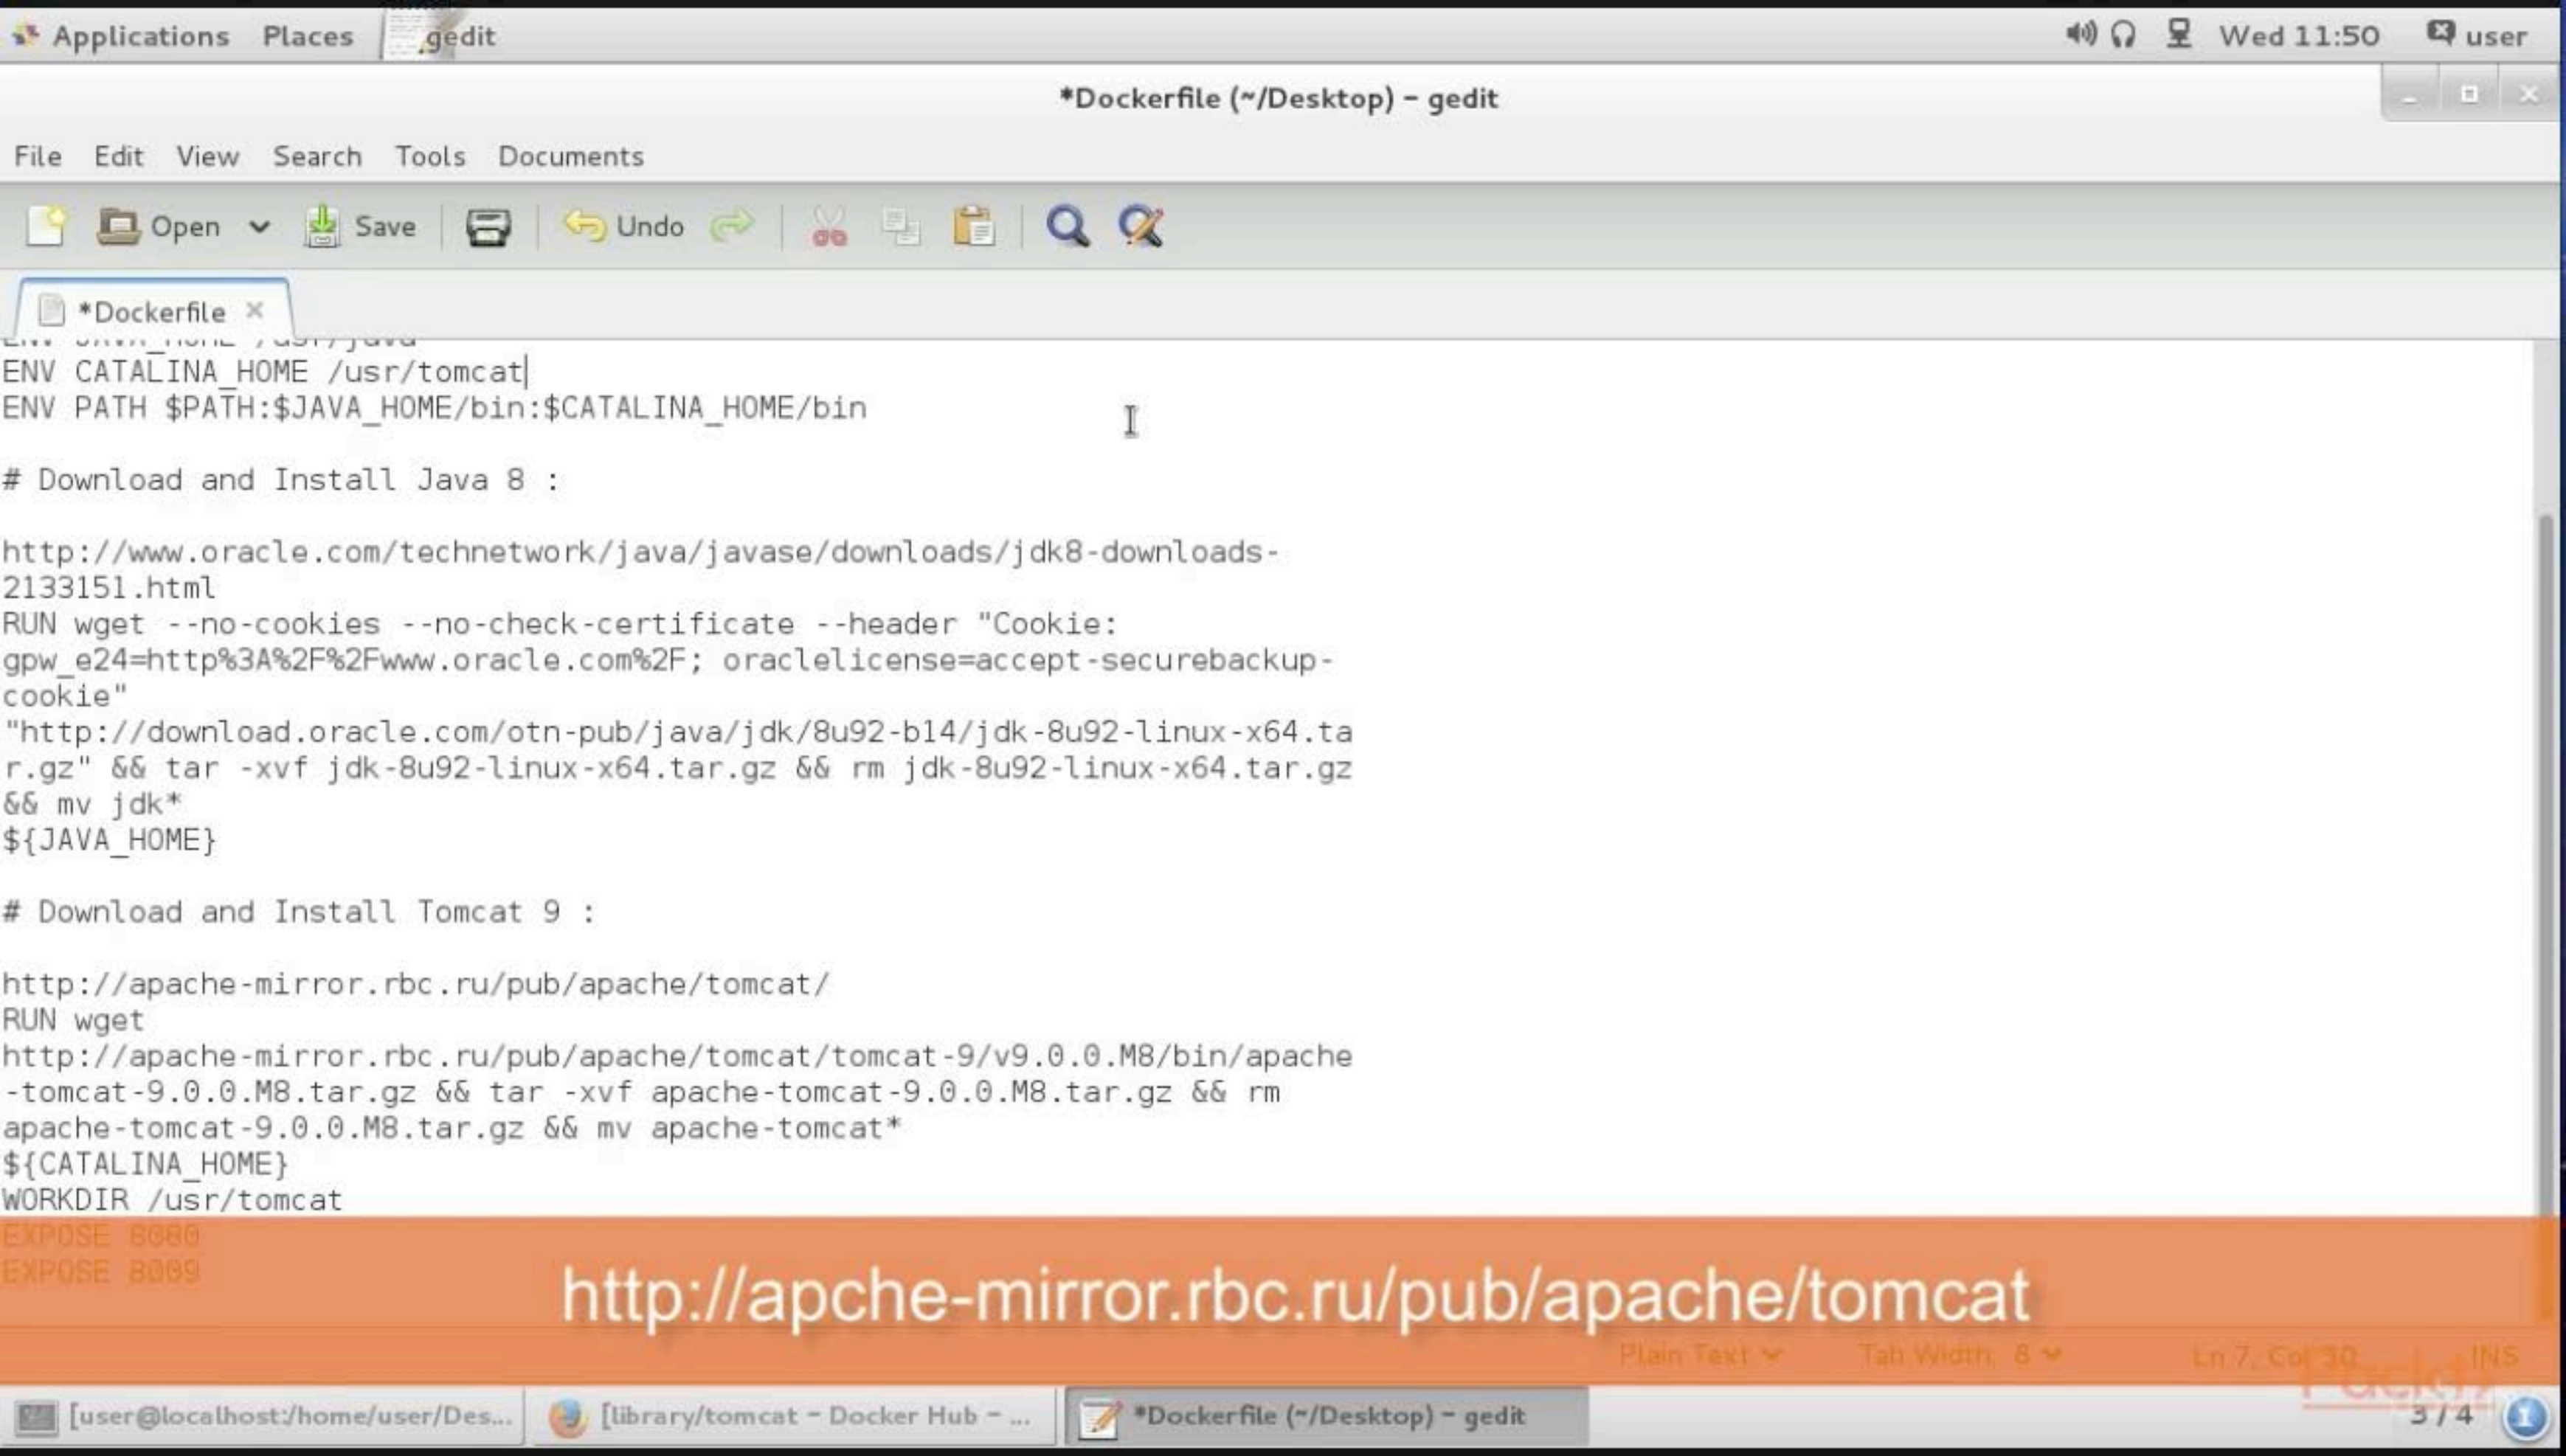 Applications Places gedit Wed 11:50 user
*Dockerfile (~/Desktop) – gedit
File Edit View Search Tools Documents
Open Save Undo
*Dockerfile
ENV JAVA_HOME /usr/java
ENV CATALINA_HOME /usr/tomcat
ENV PATH $PATH:$JAVA_HOME/bin:$CATALINA_HOME/bin
# Download and Install Java 8 :
http://www.oracle.com/technetwork/java/javase/downloads/jdk8-downloads-
2133151.html
RUN wget --no-cookies --no-check-certificate --header "Cookie:
gpw_e24=http%3A%2F%2Fwww.oracle.com%2F; oraclelicense=accept-securebackup-
cookie"
"http://download.oracle.com/otn-pub/java/jdk/8u92-b14/jdk-8u92-linux-x64.ta
r.gz" && tar -xvf jdk-8u92-linux-x64.tar.gz && rm jdk-8u92-linux-x64.tar.gz
&& mv jdk*
${JAVA_HOME}
# Download and Install Tomcat 9 :
http://apache-mirror.rbc.ru/pub/apache/tomcat/
RUN wget
http://apache-mirror.rbc.ru/pub/apache/tomcat/tomcat-9/v9.0.0.M8/bin/apache
-tomcat-9.0.0.M8.tar.gz && tar -xvf apache-tomcat-9.0.0.M8.tar.gz && rm
apache-tomcat-9.0.0.M8.tar.gz && mv apache-tomcat*
${CATALINA_HOME}
WORKDIR /usr/tomcat
EXPOSE 8080
EXPOSE 8009
http://apche-mirror.rbc.ru/pub/apache/tomcat
Plain Text Tab Width: 8 Ln 7, Col 30 INS
Packt
[user@localhost:/home/user/Des... [library/tomcat – Docker Hub – ... *Dockerfile (~/Desktop) – gedit 3 / 4